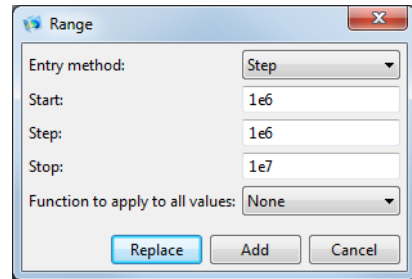 Range
Entry method: Step
Start: 1e6
Step: 1e6
Stop: 1e7
Function to apply to all values: None
Replace Add Cancel